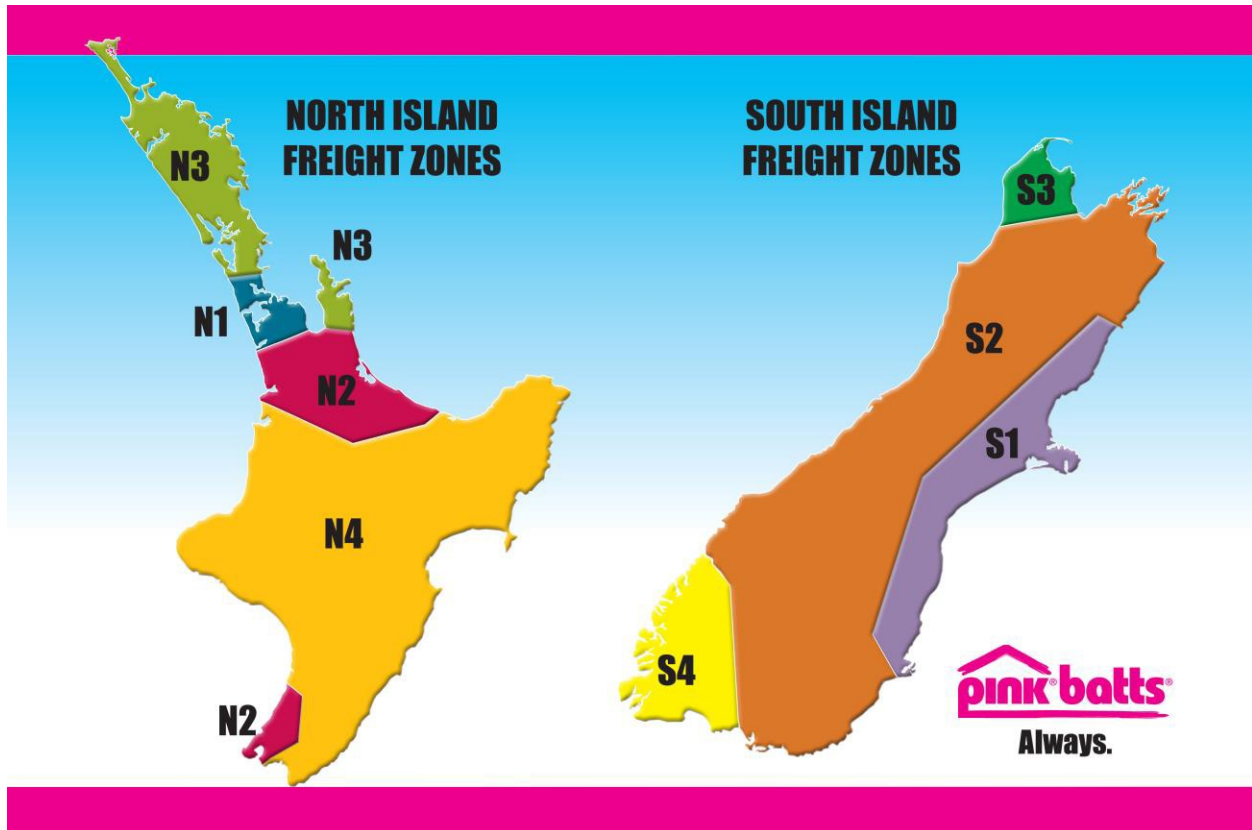 NORTH ISLAND
FREIGHT ZONES
N3
N3
N1
N2
N4
N2
SOUTH ISLAND
FREIGHT ZONES
S3
S2
S1
S4
pink® batts®
Always.